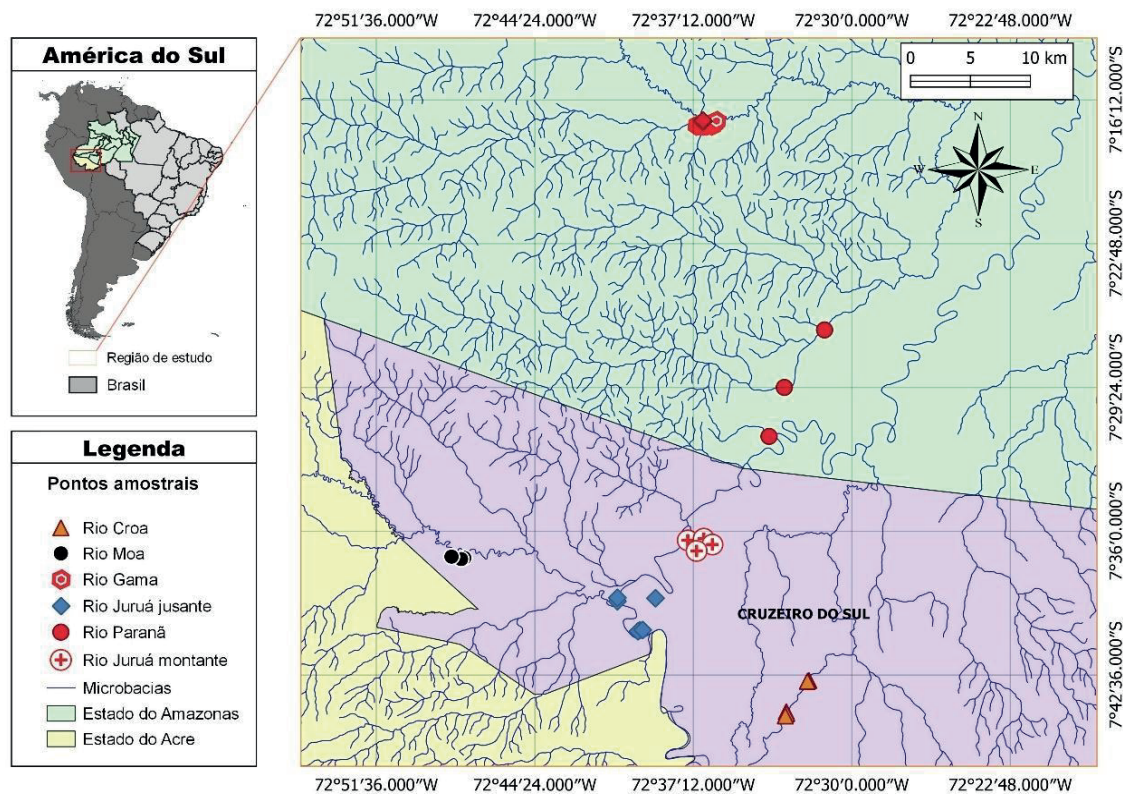 América do Sul
Região de estudo
Brasil
Legenda
Pontos amostrais
Rio Croa
Rio Moa
Rio Gama
Rio Juruá jusante
Rio Paranã
Rio Juruá montante
Microbacias
Estado do Amazonas
Estado do Acre
72°51′36.000″W 72°44′24.000″W 72°37′12.000″W 72°30′0.000″W 72°22′48.000″W
0 5 10 km
N
W E
S
7°16′12.000″S
7°22′48.000″S
7°29′24.000″S
7°36′0.000″S
7°42′36.000″S
CRUZEIRO DO SUL
72°51′36.000″W 72°44′24.000″W 72°37′12.000″W 72°30′0.000″W 72°22′48.000″W